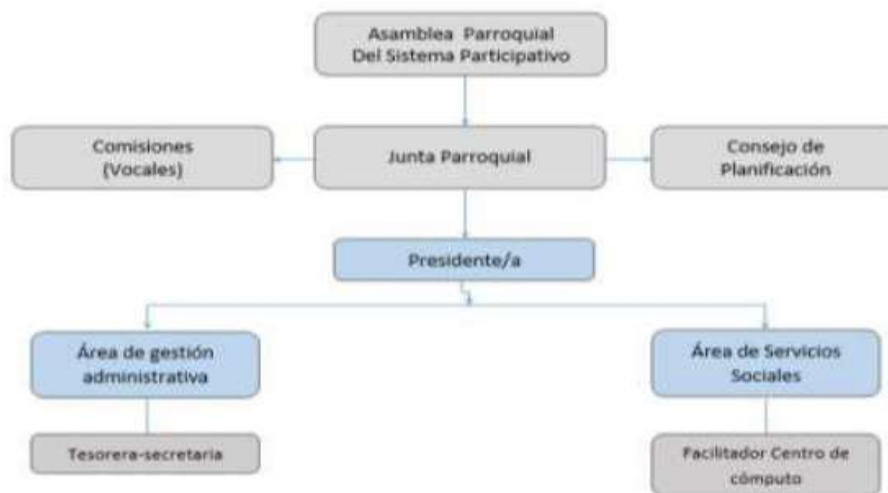 Asamblea Parroquial
Del Sistema Participativo
Comisiones
(Vocales)
Junta Parroquial
Consejo de
Planificación
Presidente/a
Área de gestión
administrativa
Área de Servicios
Sociales
Tesorera-secretaria
Facilitador Centro de
cómputo